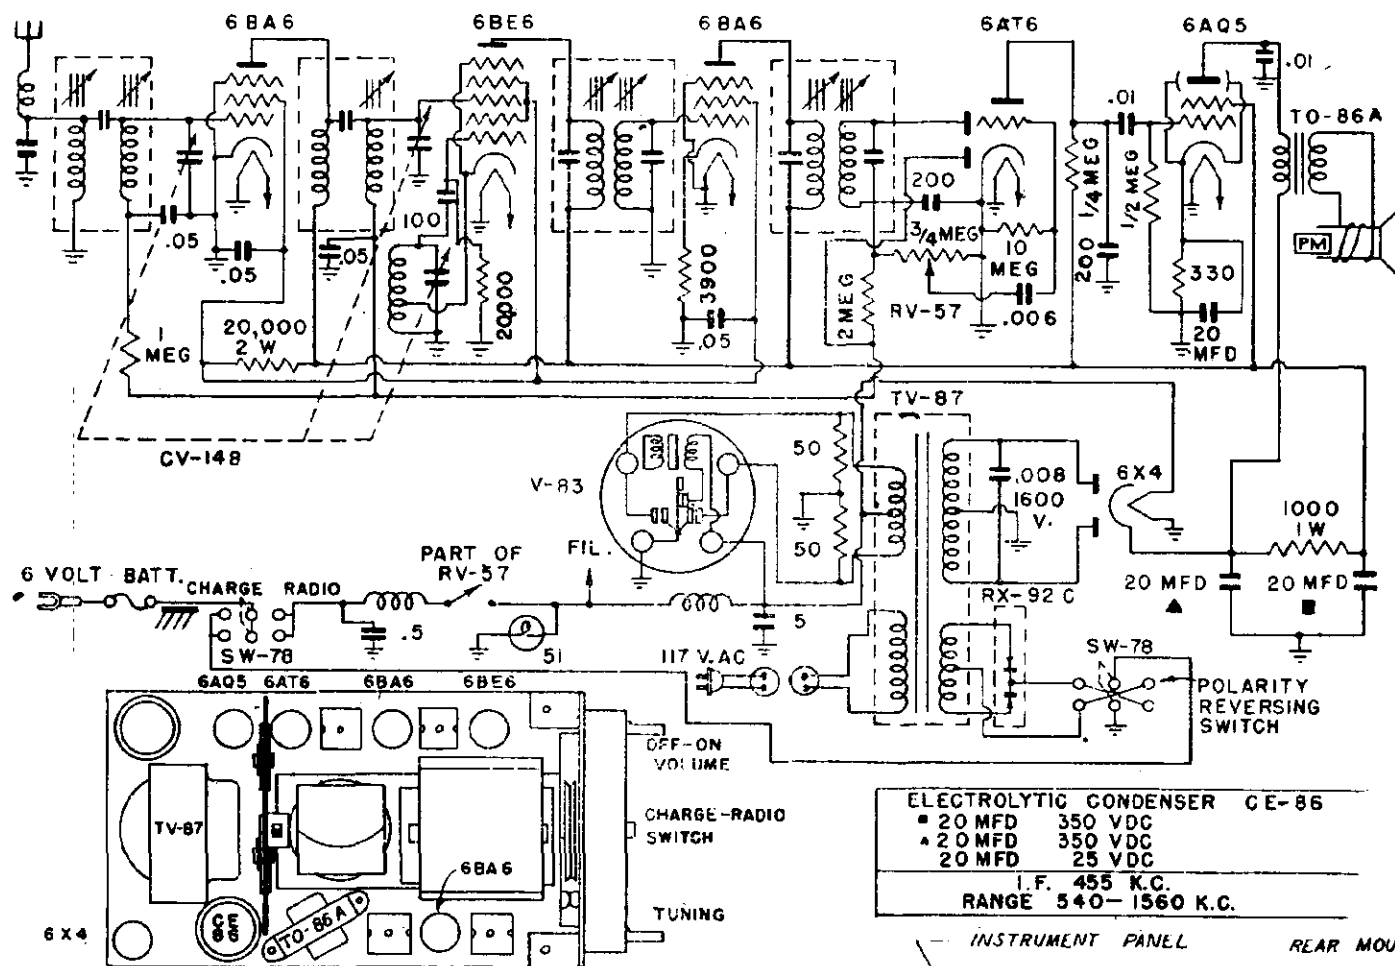 6BA6 6BE6 6BA6 6AT6 6AQ5
.01
.01
TO-86A
100
200
1/4 MEG
1/2 MEG
.05
.05
.05
3/4 MEG
10 MEG
200
PM
330
20,000 2 W
20,000
3900
.05
2 MEG
RV-57
.006
20 MFD
1 MEG
CV-148
TV-87
V-83
50
50
.008
1600 V.
6X4
1000
1 W
PART OF RV-57
FIL.
6 VOLT BATT.
CHARGE RADIO
RX-92C
20 MFD ▲
20 MFD ■
SW-78
.5
51
.5
117 V. AC
SW-78
POLARITY REVERSING SWITCH
6AQ5 6AT6 6BA6 6BE6
OFF-ON VOLUME
TV-87
CHARGE-RADIO SWITCH
6BA6
6X4
CE 86
TO-86A
TUNING
ELECTROLYTIC CONDENSER CE-86
■ 20 MFD 350 VDC
▲ 20 MFD 350 VDC
20 MFD 25 VDC
I.F. 455 K.C.
RANGE 540-1560 K.C.
INSTRUMENT PANEL
REAR MOU